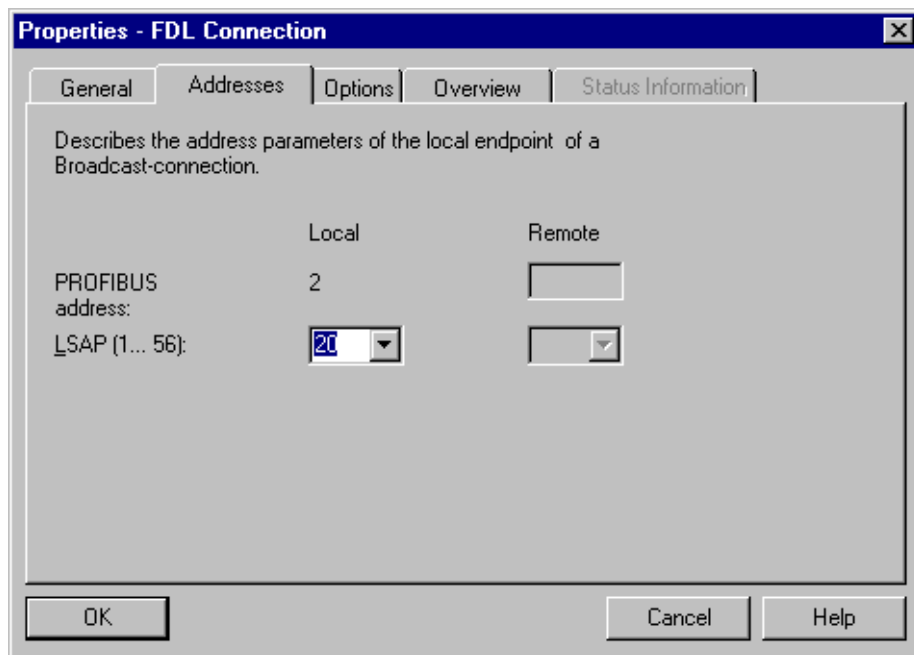 Properties - FDL Connection
General Addresses Options Overview Status Information
Describes the address parameters of the local endpoint of a
Broadcast-connection.
Local Remote
PROFIBUS 2
address:
LSAP (1... 56): 20
OK Cancel Help